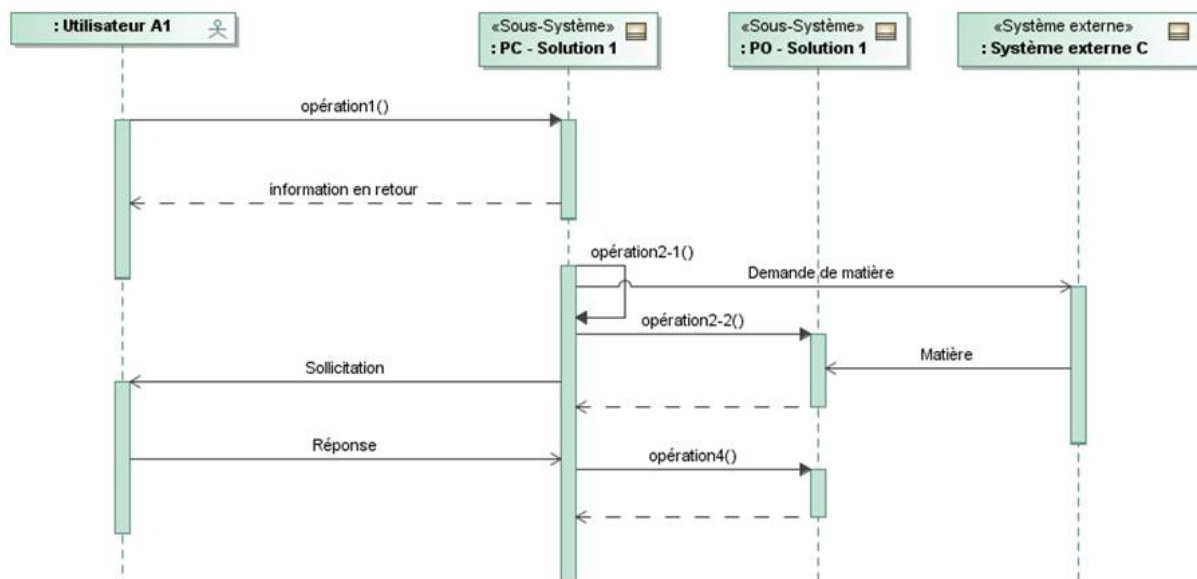 : Utilisateur A1
«Sous-Système»
: PC - Solution 1
«Sous-Système»
: PO - Solution 1
«Système externe»
: Système externe C
opération1()
information en retour
opération2-1()
Demande de matière
opération2-2()
Matière
Sollicitation
Réponse
opération4()